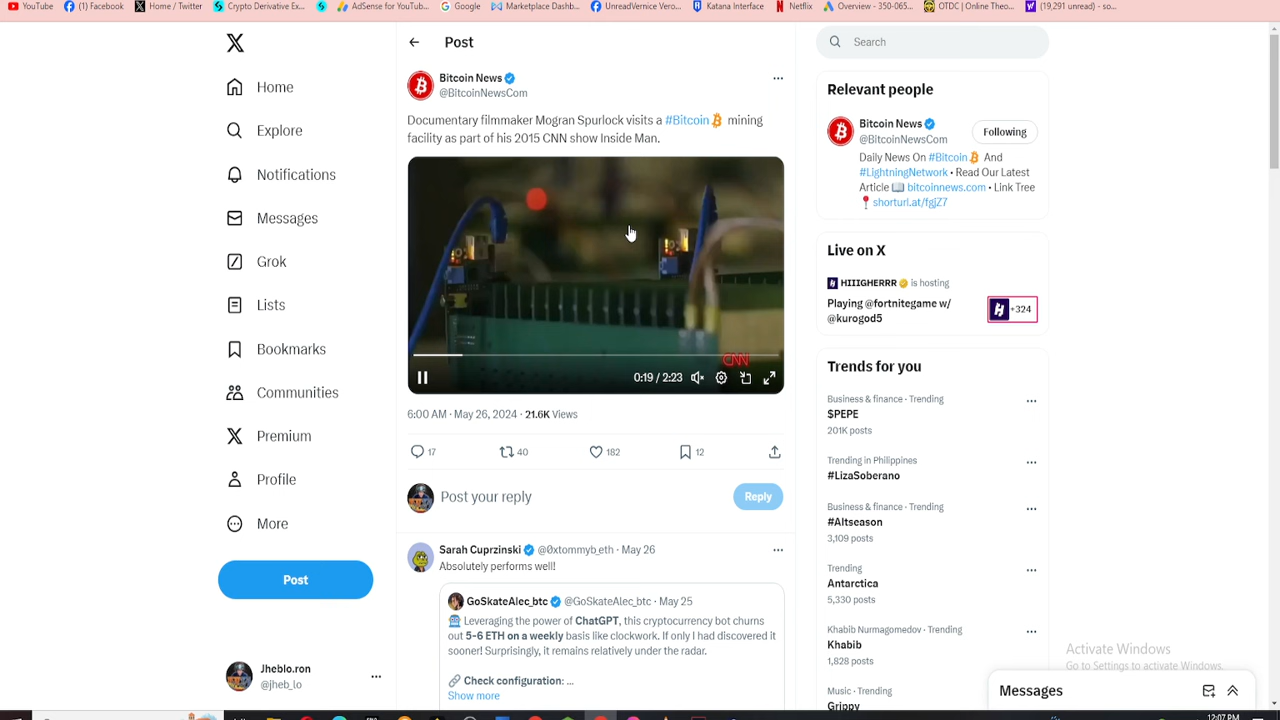 YouTube (1) Facebook Home / Twitter Crypto Derivative Ex... AdSense for YouTub... Google Marketplace Dashb... UnreadVernice Vero... Katana Interface Netflix Overview - 350-065... OTDC | Online Theo... (19,291 unread) - so...
Home
Explore
Notifications
Messages
Grok
Lists
Bookmarks
Communities
Premium
Profile
More
Post
Jheblo.ron
@jheb_lo
Post
Bitcoin News
@BitcoinNewsCom
Documentary filmmaker Mogran Spurlock visits a #Bitcoin mining
facility as part of his 2015 CNN show Inside Man.
CNN
0:19 / 2:23
6:00 AM · May 26, 2024 · 21.6K Views
17 40 182 12
Post your reply
Reply
Sarah Cuprzinski @0xtommyb_eth · May 26
Absolutely performs well!
GoSkateAlec_btc @GoSkateAlec_btc · May 25
Leveraging the power of ChatGPT, this cryptocurrency bot churns
out 5-6 ETH on a weekly basis like clockwork. If only I had discovered it
sooner! Surprisingly, it remains relatively under the radar.
Check configuration: ...
Show more
Search
Relevant people
Bitcoin News
@BitcoinNewsCom
Following
Daily News On #Bitcoin And
#LightningNetwork • Read Our Latest
Article bitcoinnews.com • Link Tree
shorturl.at/fgjZ7
Live on X
HIIIGHERRR is hosting
Playing @fortnitegame w/
@kurogod5
+324
Trends for you
Business & finance · Trending
$PEPE
201K posts
Trending in Philippines
#LizaSoberano
Business & finance · Trending
#Altseason
3,109 posts
Trending
Antarctica
5,330 posts
Khabib Nurmagomedov · Trending
Khabib
1,828 posts
Music · Trending
Grippy
Activate Windows
Go to Settings to activate Windows.
Messages
12:07 PM